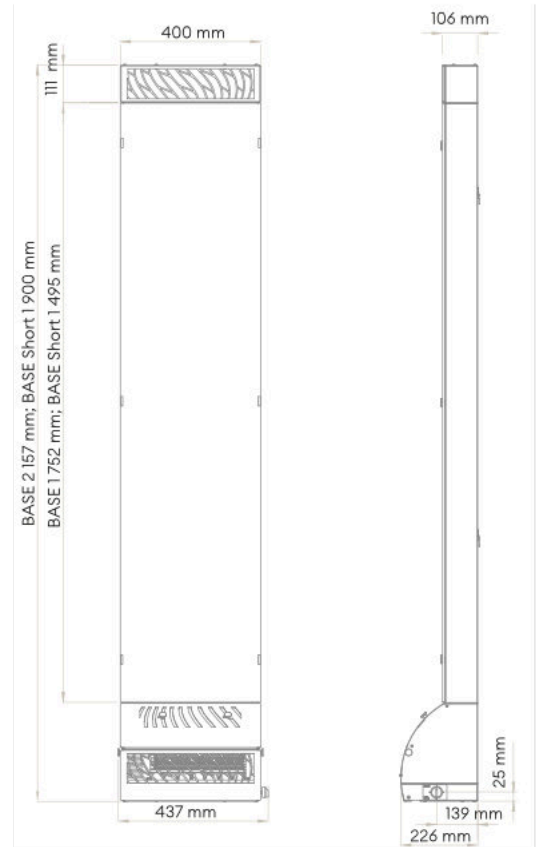 106 mm
400 mm
111 mm
BASE 2 157 mm; BASE Short 1 900 mm
BASE 1 752 mm; BASE Short 1 495 mm
25 mm
437 mm
139 mm
226 mm